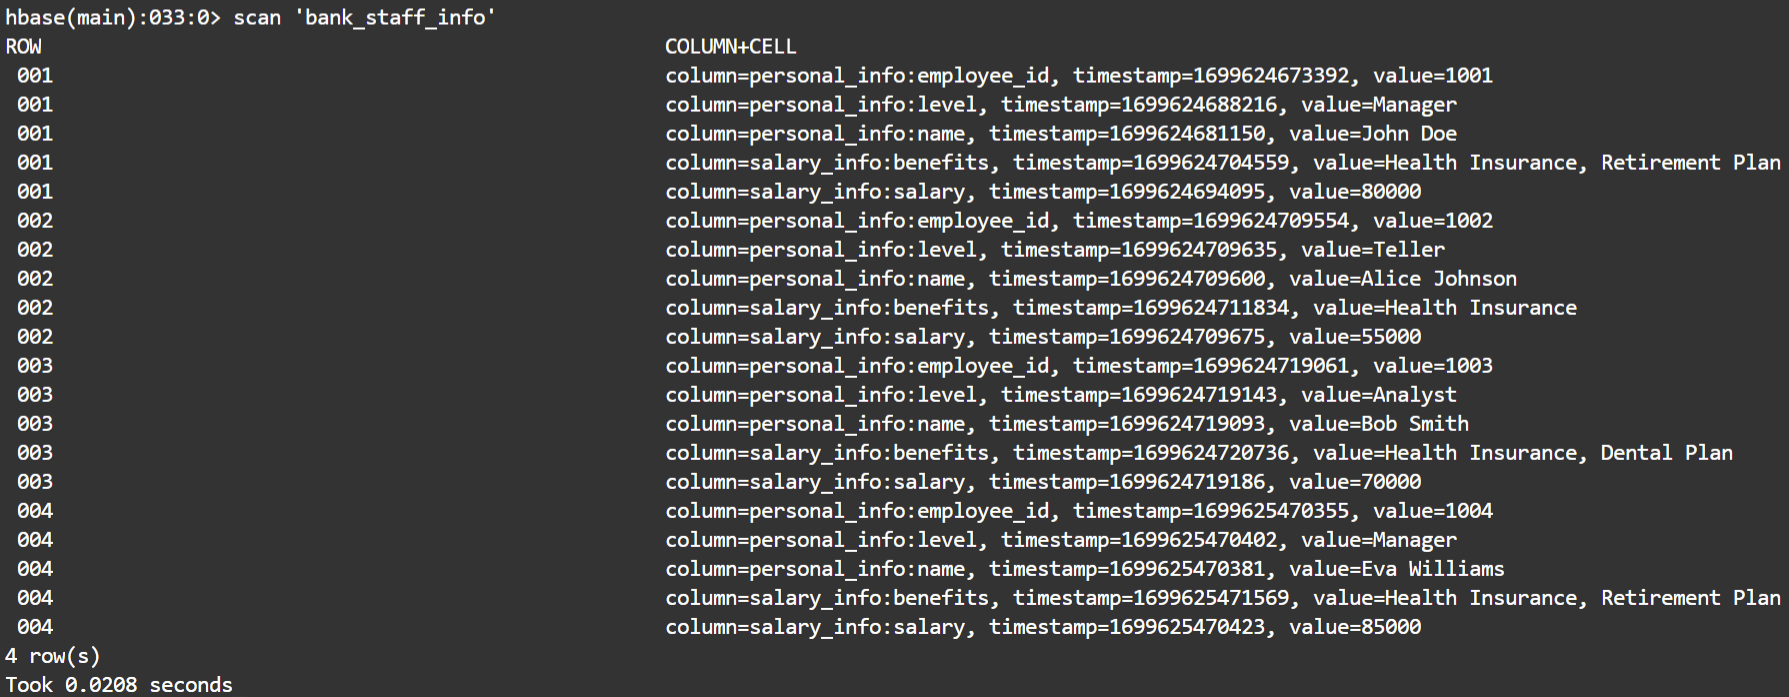 hbase(main):033:0> scan 'bank_staff_info'
ROW COLUMN+CELL
001 column=personal_info:employee_id, timestamp=1699624673392, value=1001
001 column=personal_info:level, timestamp=1699624688216, value=Manager
001 column=personal_info:name, timestamp=1699624681150, value=John Doe
001 column=salary_info:benefits, timestamp=1699624704559, value=Health Insurance, Retirement Plan
001 column=salary_info:salary, timestamp=1699624694095, value=80000
002 column=personal_info:employee_id, timestamp=1699624709554, value=1002
002 column=personal_info:level, timestamp=1699624709635, value=Teller
002 column=personal_info:name, timestamp=1699624709600, value=Alice Johnson
002 column=salary_info:benefits, timestamp=1699624711834, value=Health Insurance
002 column=salary_info:salary, timestamp=1699624709675, value=55000
003 column=personal_info:employee_id, timestamp=1699624719061, value=1003
003 column=personal_info:level, timestamp=1699624719143, value=Analyst
003 column=personal_info:name, timestamp=1699624719093, value=Bob Smith
003 column=salary_info:benefits, timestamp=1699624720736, value=Health Insurance, Dental Plan
003 column=salary_info:salary, timestamp=1699624719186, value=70000
004 column=personal_info:employee_id, timestamp=1699625470355, value=1004
004 column=personal_info:level, timestamp=1699625470402, value=Manager
004 column=personal_info:name, timestamp=1699625470381, value=Eva Williams
004 column=salary_info:benefits, timestamp=1699625471569, value=Health Insurance, Retirement Plan
004 column=salary_info:salary, timestamp=1699625470423, value=85000
4 row(s)
Took 0.0208 seconds